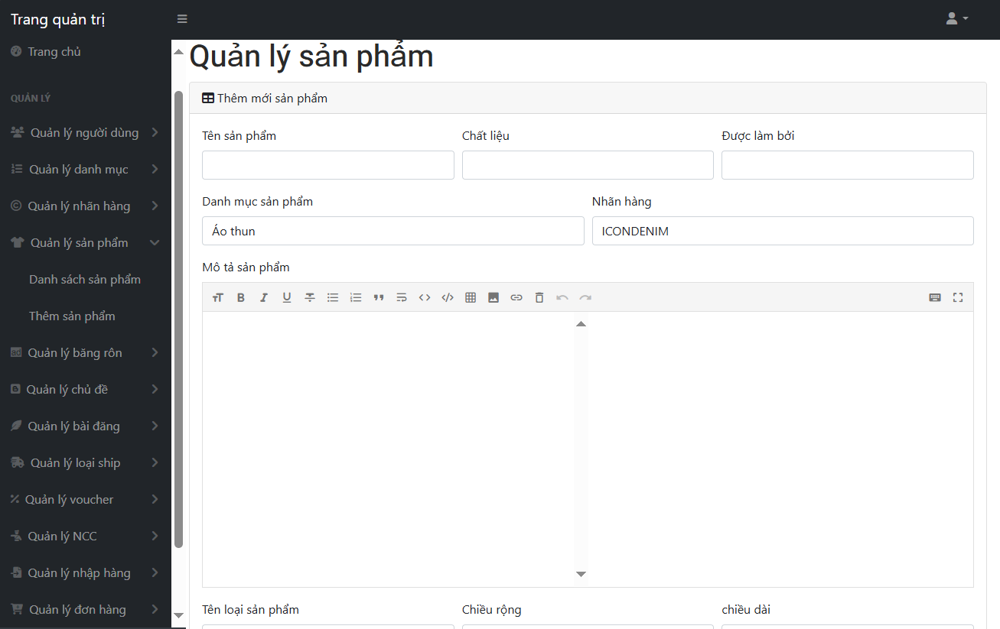 Trang quản trị
Trang chủ
QUẢN LÝ
Quản lý người dùng
Quản lý danh mục
Quản lý nhãn hàng
Quản lý sản phẩm
Danh sách sản phẩm
Thêm sản phẩm
Quản lý băng rôn
Quản lý chủ đề
Quản lý bài đăng
Quản lý loại ship
Quản lý voucher
Quản lý NCC
Quản lý nhập hàng
Quản lý đơn hàng
Quản lý sản phẩm
Thêm mới sản phẩm
Tên sản phẩm Chất liệu Được làm bởi
Danh mục sản phẩm Nhãn hàng
Áo thun ICONDENIM
Mô tả sản phẩm
Tên loại sản phẩm Chiều rộng chiều dài